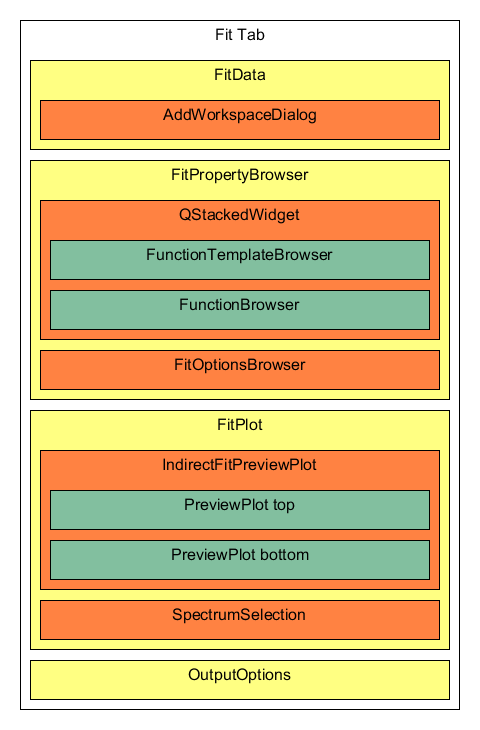 Fit Tab
FitData
AddWorkspaceDialog
FitPropertyBrowser
QStackedWidget
FunctionTemplateBrowser
FunctionBrowser
FitOptionsBrowser
FitPlot
IndirectFitPreviewPlot
PreviewPlot top
PreviewPlot bottom
SpectrumSelection
OutputOptions